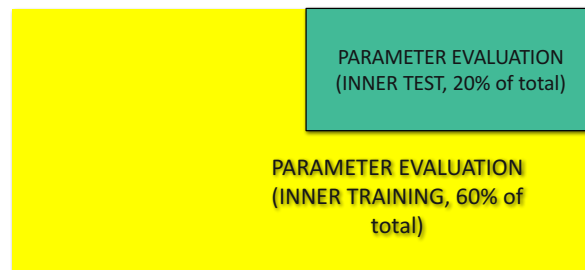 PARAMETER EVALUATION
(INNER TEST, 20% of total)
PARAMETER EVALUATION
(INNER TRAINING, 60% of
total)